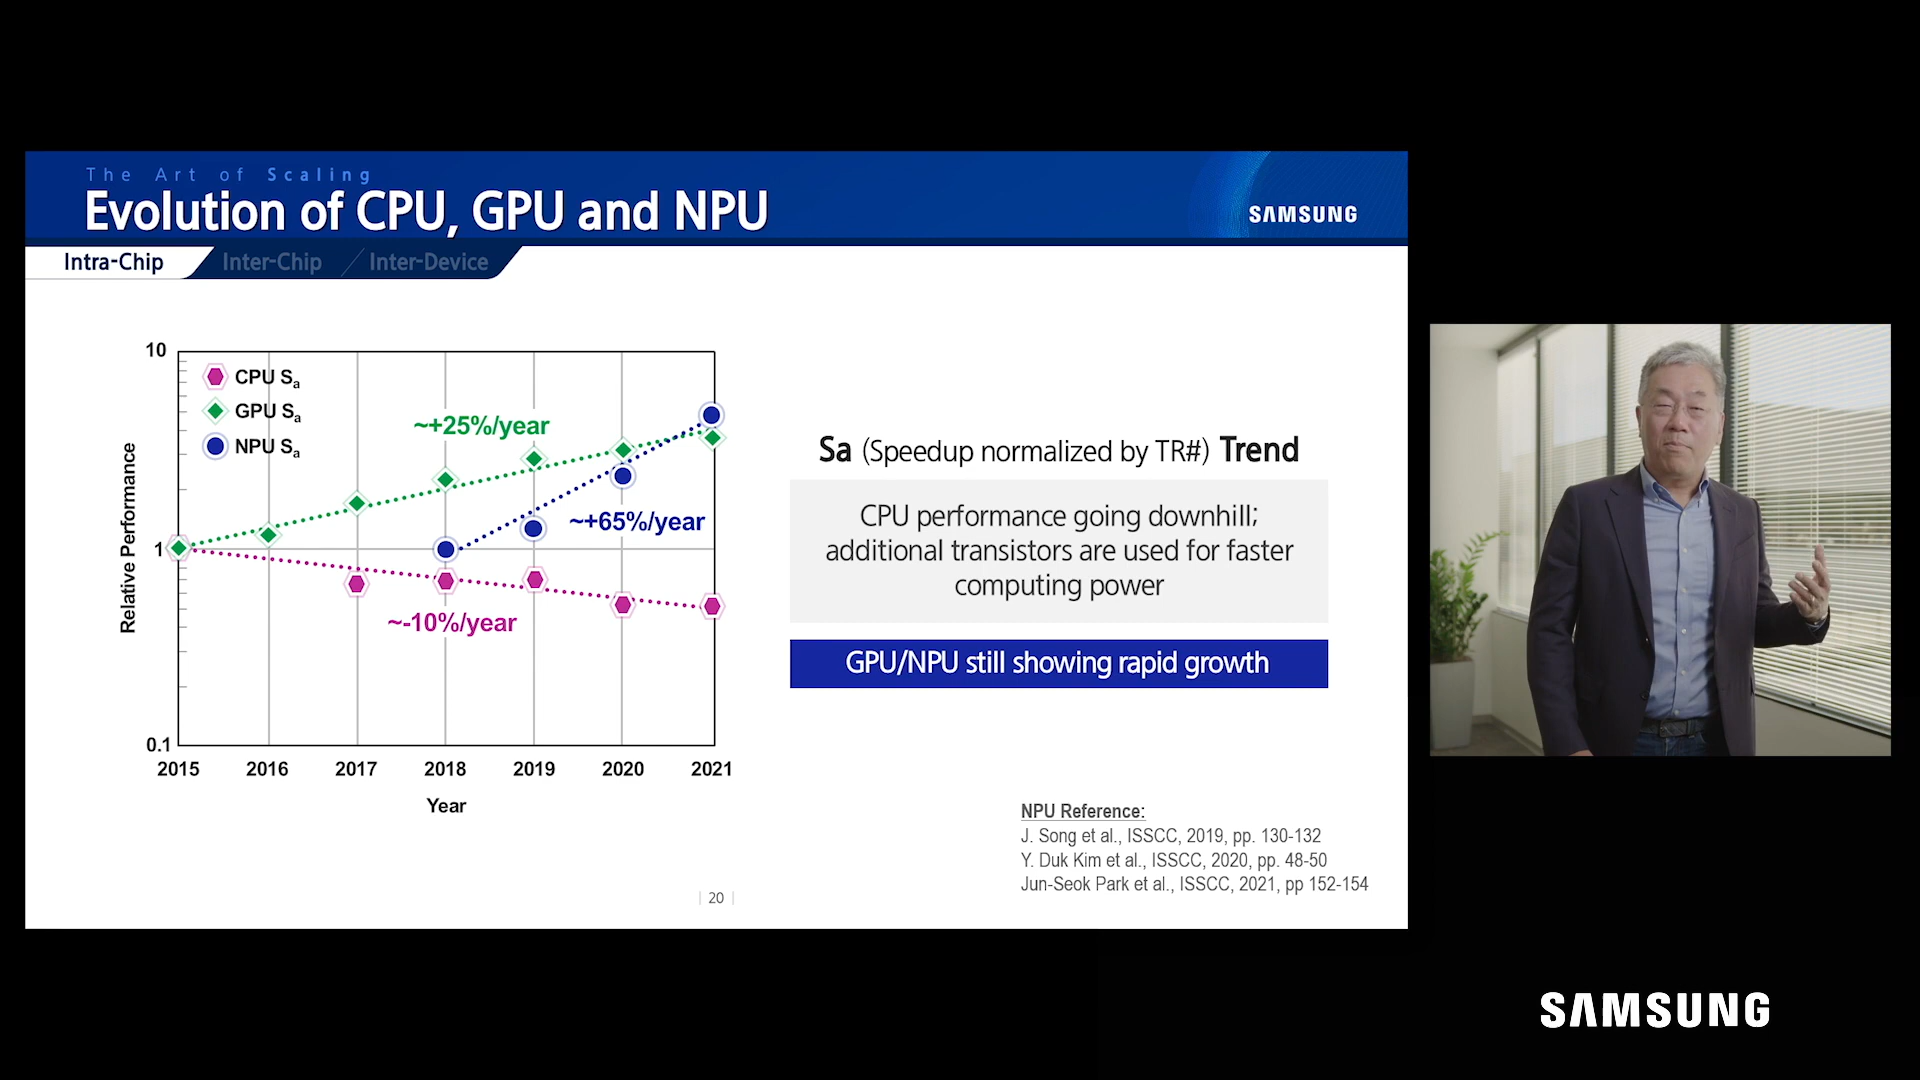 The Art of Scaling
Evolution of CPU, GPU and NPU
SAMSUNG
Intra-Chip
Inter-Chip
Inter-Device
10
1
0.1
Relative Performance
CPU Sa
GPU Sa
NPU Sa
~+25%/year
~+65%/year
~-10%/year
2015 2016 2017 2018 2019 2020 2021
Year
Sa (Speedup normalized by TR#) Trend
CPU performance going downhill;
additional transistors are used for faster
computing power
GPU/NPU still showing rapid growth
NPU Reference:
J. Song et al., ISSCC, 2019, pp. 130-132
Y. Duk Kim et al., ISSCC, 2020, pp. 48-50
Jun-Seok Park et al., ISSCC, 2021, pp 152-154
| 20 |
SAMSUNG